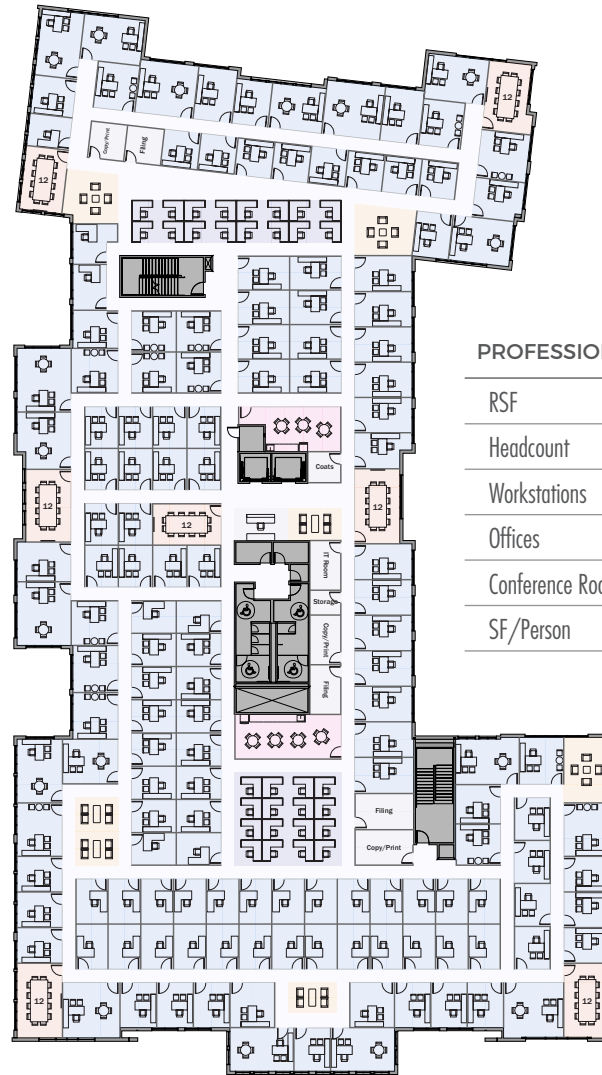 12
Copy/Print
Filing
12
PROFESSION
RSF
Headcount
Workstations
Offices
Conference Roo
SF/Person
Coats
12
12
12
IT Room
Storage
Copy/Print
Filing
Filing
Copy/Print
12
12